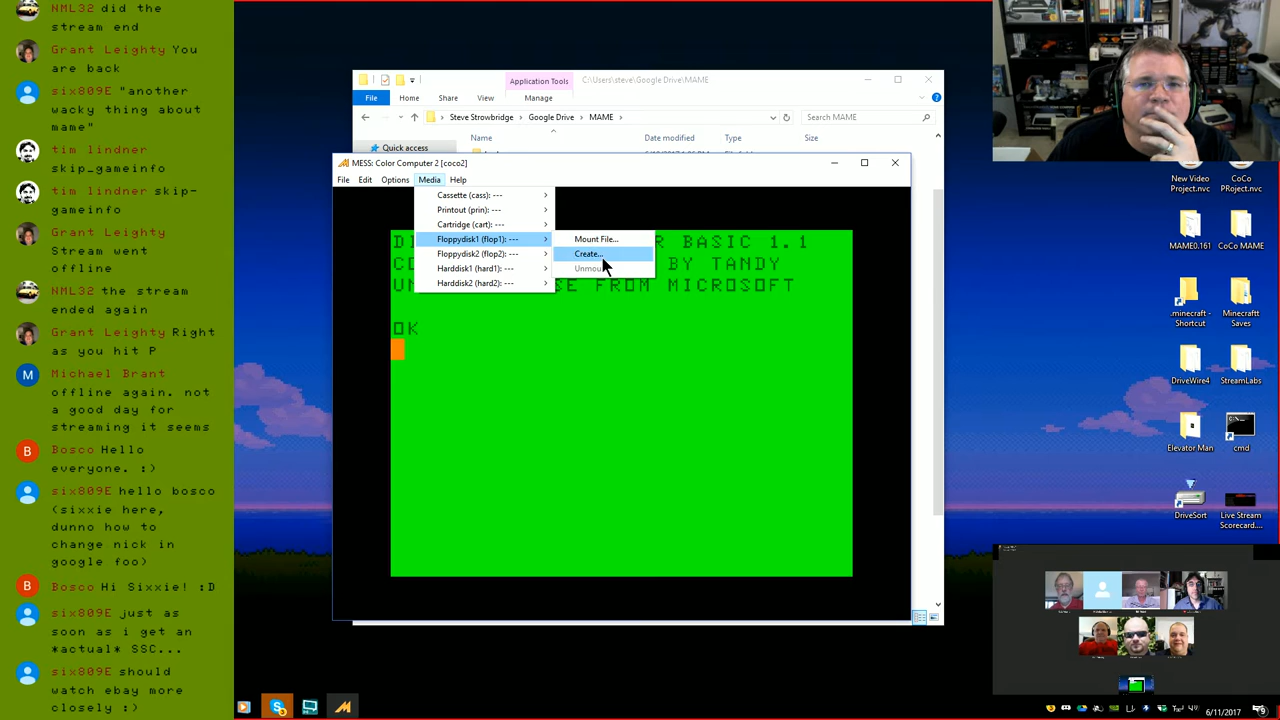 NML32 did the
stream end
Grant Leighty You
are back
six809E "another
wacky thing about
mame"
tim lindner
skip_gameinfo
tim lindner skip-
gameinfo
Grant Leighty
Stream went
offline
NML32 the stream
ended again
Grant Leighty Right
as you hit P
M
Michael Brant
offline again. not
a good day for
streaming it seems
B
Bosco Hello
everyone. :)
six809E hello bosco
(sixxie here,
dunno how to
change nick in
google foo)
B
Bosco Hi Sixxie! :D
six809E just as
soon as i get an
*actual* SSC...
six809E should
watch ebay more
closely :)
Application Tools
C:\Users\steve\Google Drive\MAME
File Home Share View Manage
Steve Strowbridge > Google Drive > MAME >
Search MAME
Quick access
Name Date modified Type Size
MESS: Color Computer 2 [coco2]
File Edit Options Media Help
Cassette (cass): ---
Printout (prin): ---
Cartridge (cart): ---
Floppydisk1 (flop1): ---
Floppydisk2 (flop2): ---
Harddisk1 (hard1): ---
Harddisk2 (hard2): ---
Mount File...
Create...
R BASIC 1.1
BY TANDY
SE FROM MICROSOFT
OK
New Video
Project.nvc
CoCo
PRoject.nvc
MAME0.161
CoCo MAME
.minecraft -
Shortcut
Minecraftt
Saves
DriveWire4
StreamLabs
Elevator Man
cmd
DriveSort
Live Stream
Scorecard....
6/11/2017